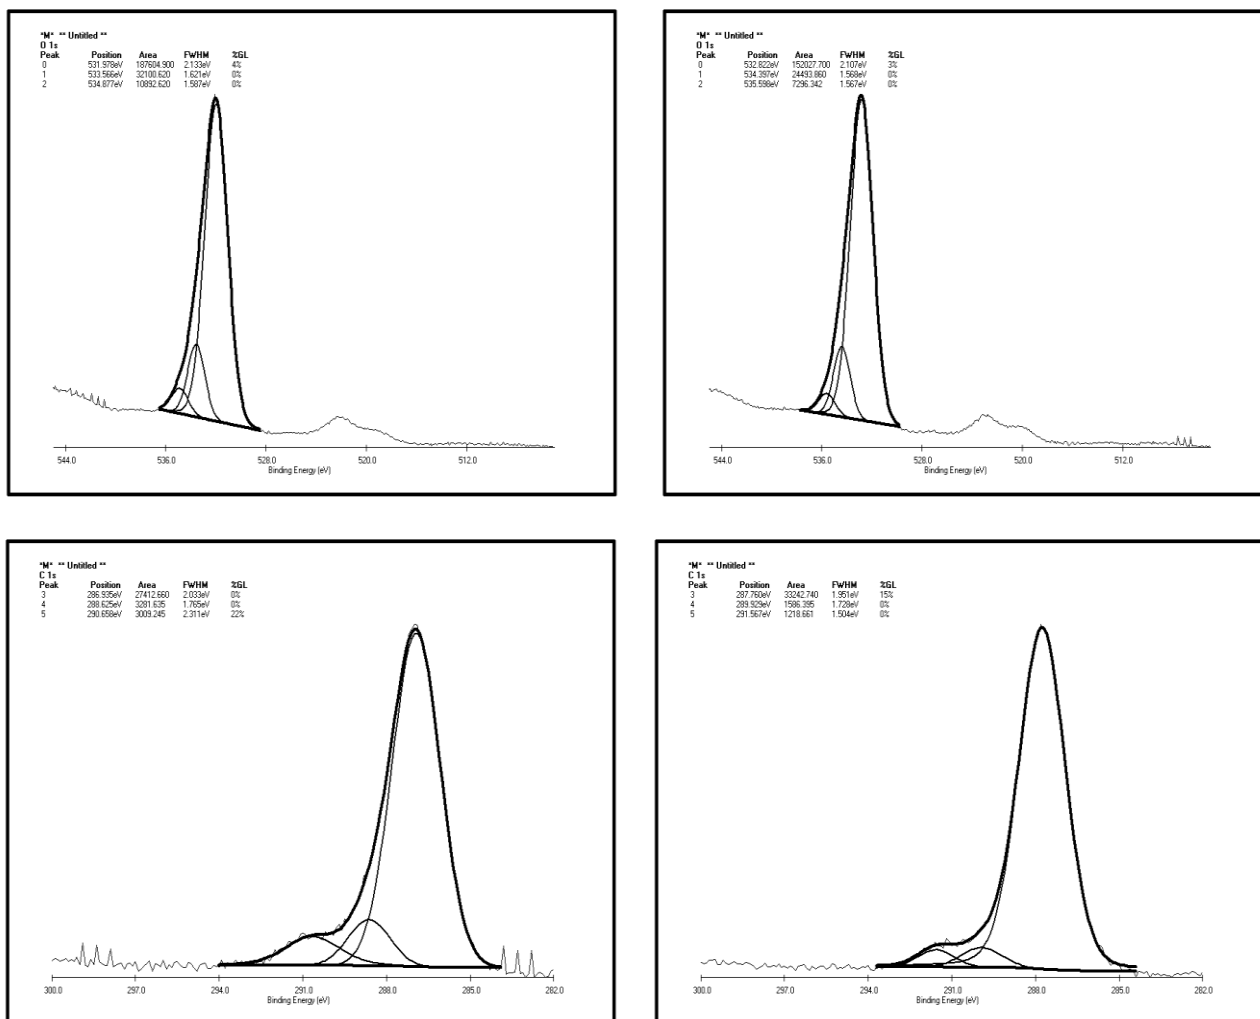 "M" ** Untitled **
O 1s
Peak Position Area FWHM %GL
0 531.978eV 187604.900 2.133eV 4%
1 533.566eV 32100.620 1.621eV 0%
2 534.877eV 10892.620 1.587eV 0%
544.0 536.0 528.0 520.0 512.0
Binding Energy (eV)
"M" ** Untitled **
O 1s
Peak Position Area FWHM %GL
0 532.822eV 152027.700 2.107eV 3%
1 534.397eV 24493.860 1.568eV 0%
2 535.598eV 7296.342 1.567eV 0%
544.0 536.0 528.0 520.0 512.0
Binding Energy (eV)
"M" ** Untitled **
C 1s
Peak Position Area FWHM %GL
3 286.935eV 27412.660 2.033eV 0%
4 288.625eV 3281.635 1.765eV 0%
5 290.658eV 3009.245 2.311eV 22%
300.0 297.0 294.0 291.0 288.0 285.0 282.0
Binding Energy (eV)
"M" ** Untitled **
C 1s
Peak Position Area FWHM %GL
3 287.760eV 33242.740 1.951eV 15%
4 289.929eV 1586.395 1.728eV 0%
5 291.567eV 1218.661 1.504eV 0%
300.0 297.0 294.0 291.0 288.0 285.0 282.0
Binding Energy (eV)